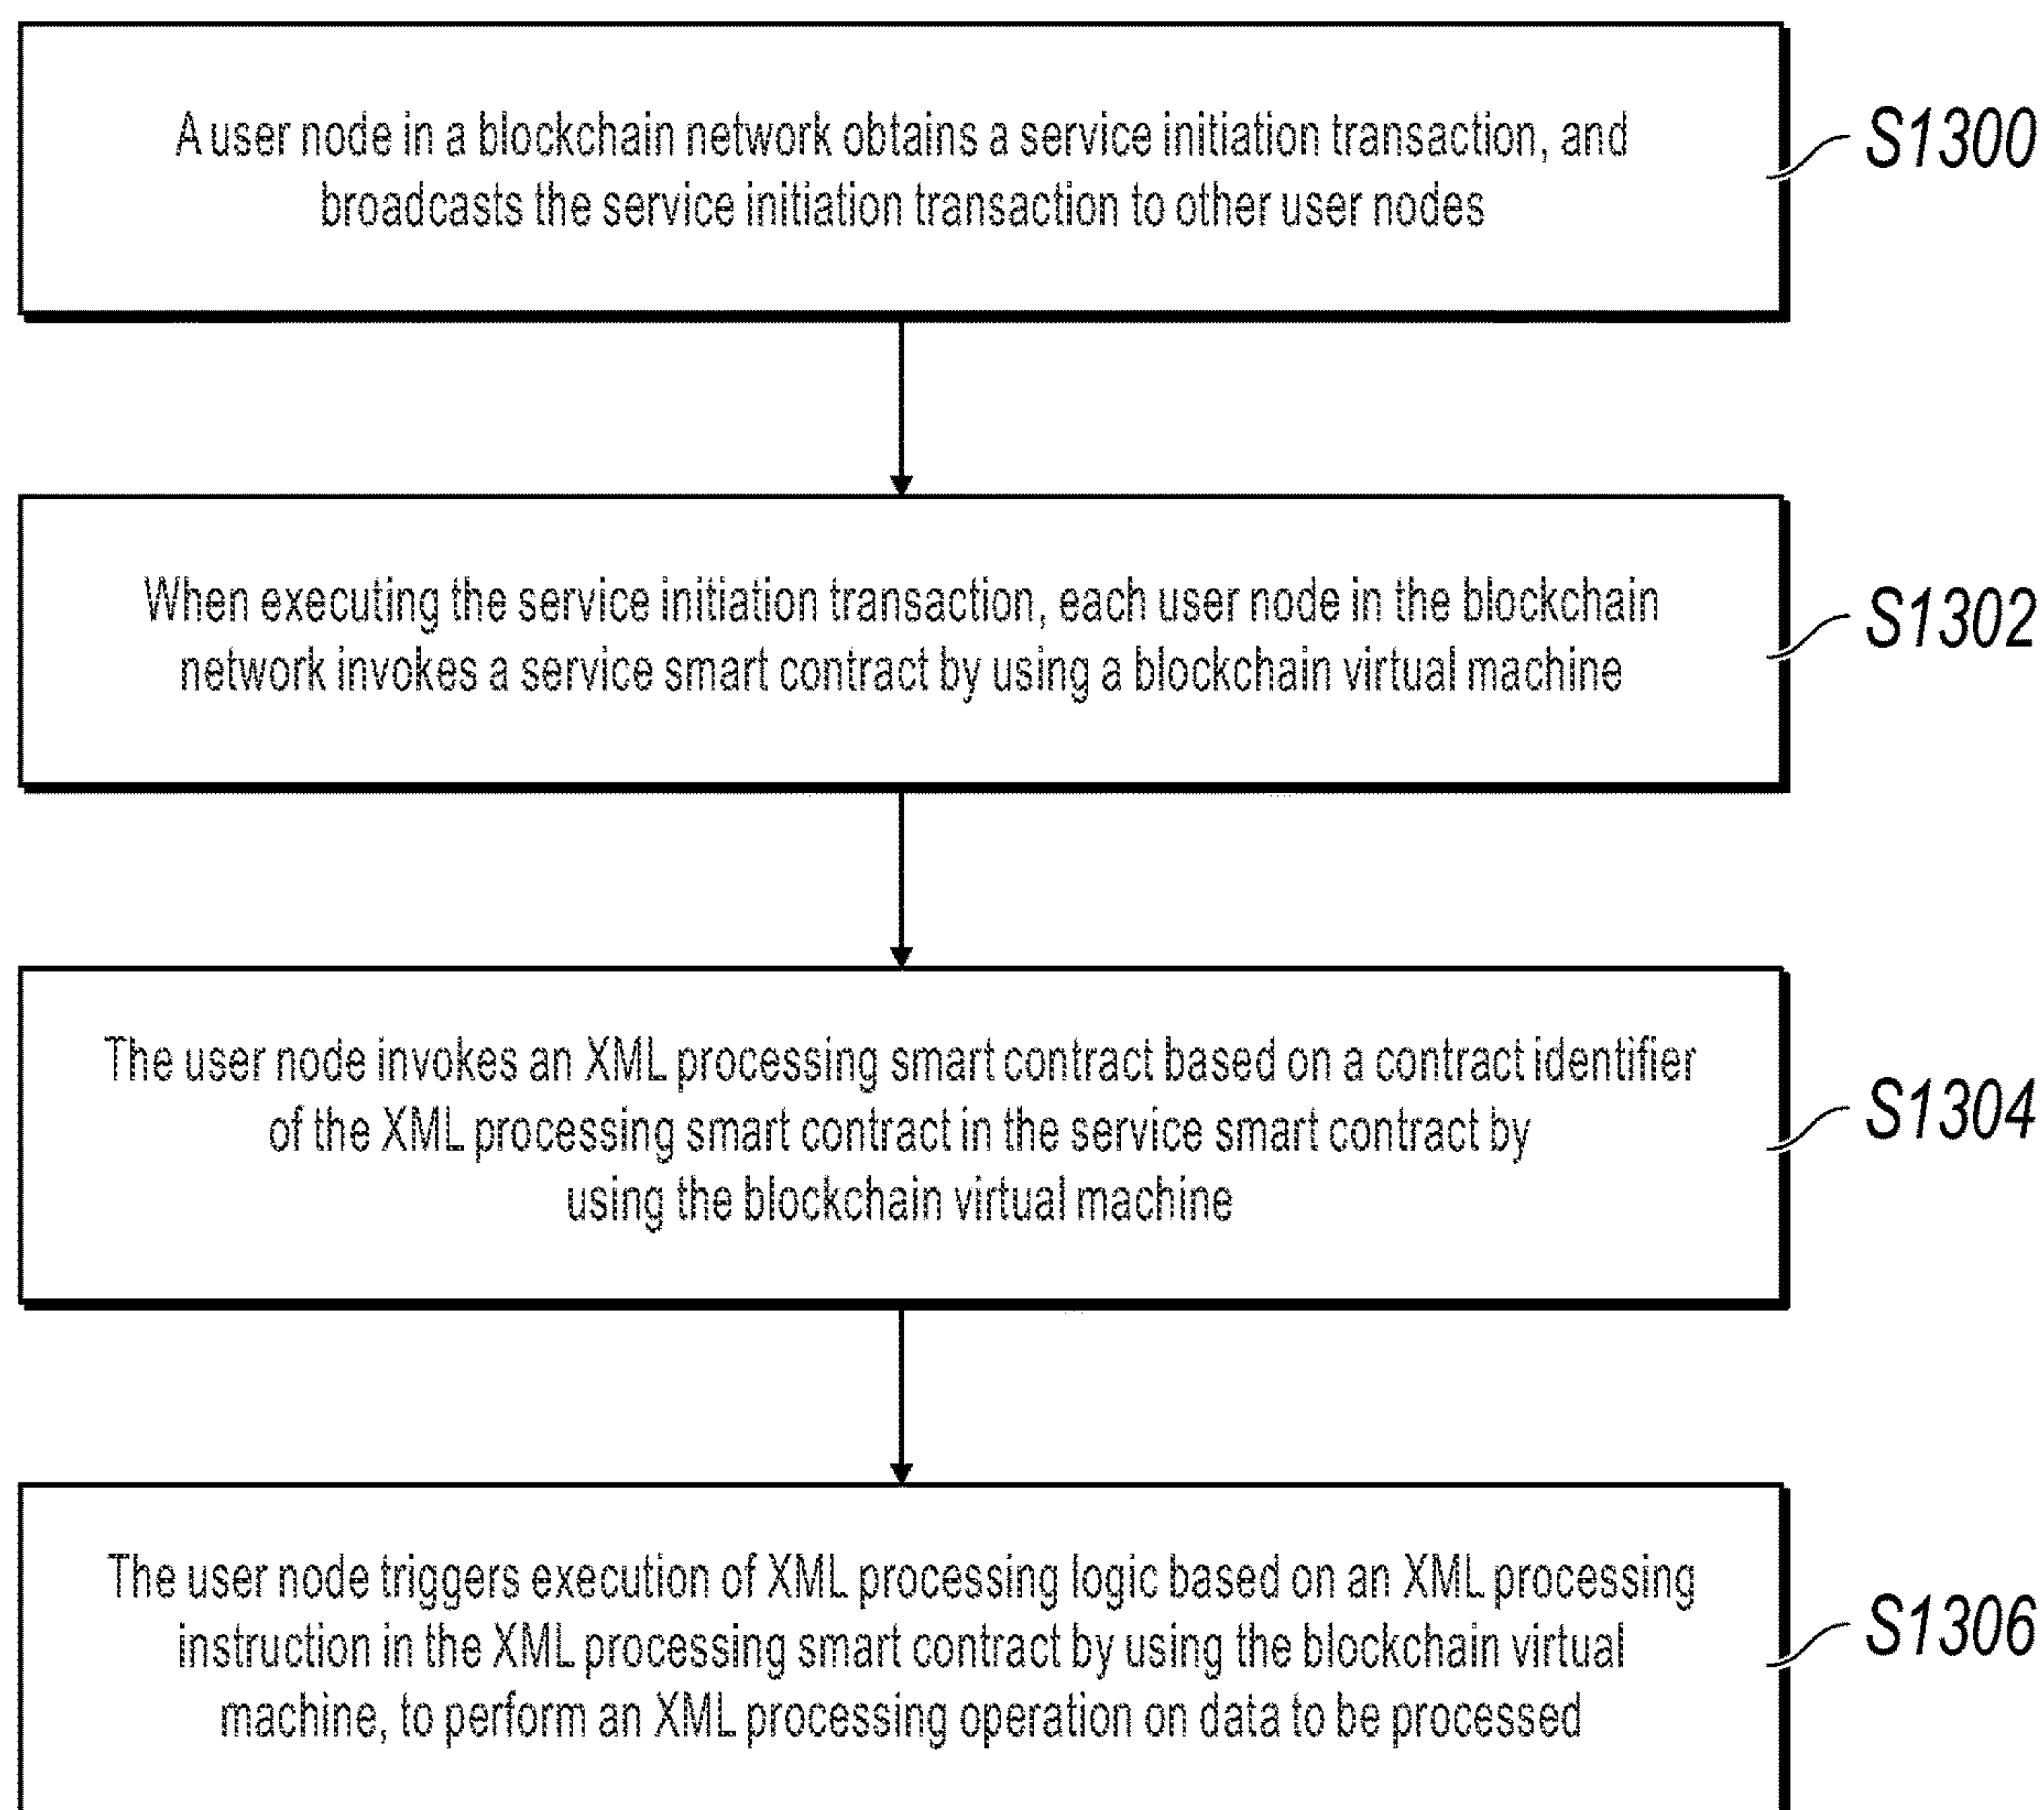 A user node in a blockchain network obtains a service initiation transaction, and
broadcasts the service initiation transaction to other user nodes
S1300
When executing the service initiation transaction, each user node in the blockchain
network invokes a service smart contract by using a blockchain virtual machine
S1302
The user node invokes an XML processing smart contract based on a contract identifier
of the XML processing smart contract in the service smart contract by
using the blockchain virtual machine
S1304
The user node triggers execution of XML processing logic based on an XML processing
instruction in the XML processing smart contract by using the blockchain virtual
machine, to perform an XML processing operation on data to be processed
S1306